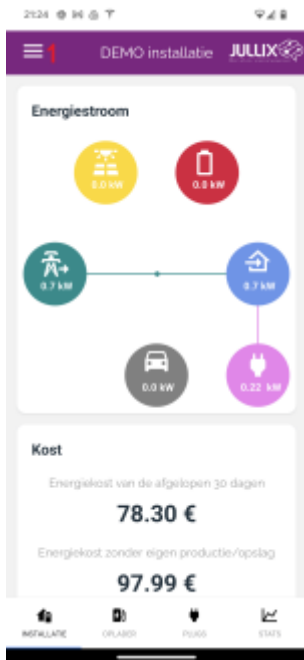 21:24
1 DEMO installatie JULLIX
Energiestroom
0.0 kW 0.0 kW
0.7 kW 0.7 kW
0.0 kW 0.22 kW
Kost
Energiekost van de afgelopen 30 dagen
78.30 €
Energiekost zonder eigen productie/opslag
97.99 €
INSTALLATIE OPLADER PLUGS STATS